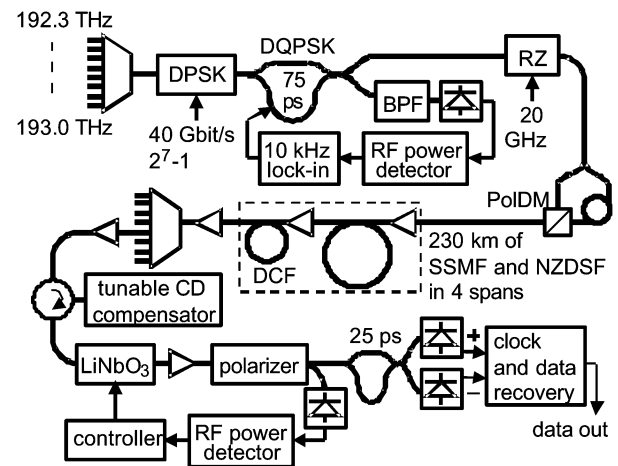 192.3 THz
193.0 THz
DPSK
40 Gbit/s
2⁷-1
DQPSK
75
ps
BPF
10 kHz
lock-in
RF power
detector
RZ
20
GHz
PolDM
230 km of
SSMF and NZDSF
in 4 spans
DCF
tunable CD
compensator
LiNbO₃
polarizer
25 ps
+
−
clock
and data
recovery
data out
controller
RF power
detector